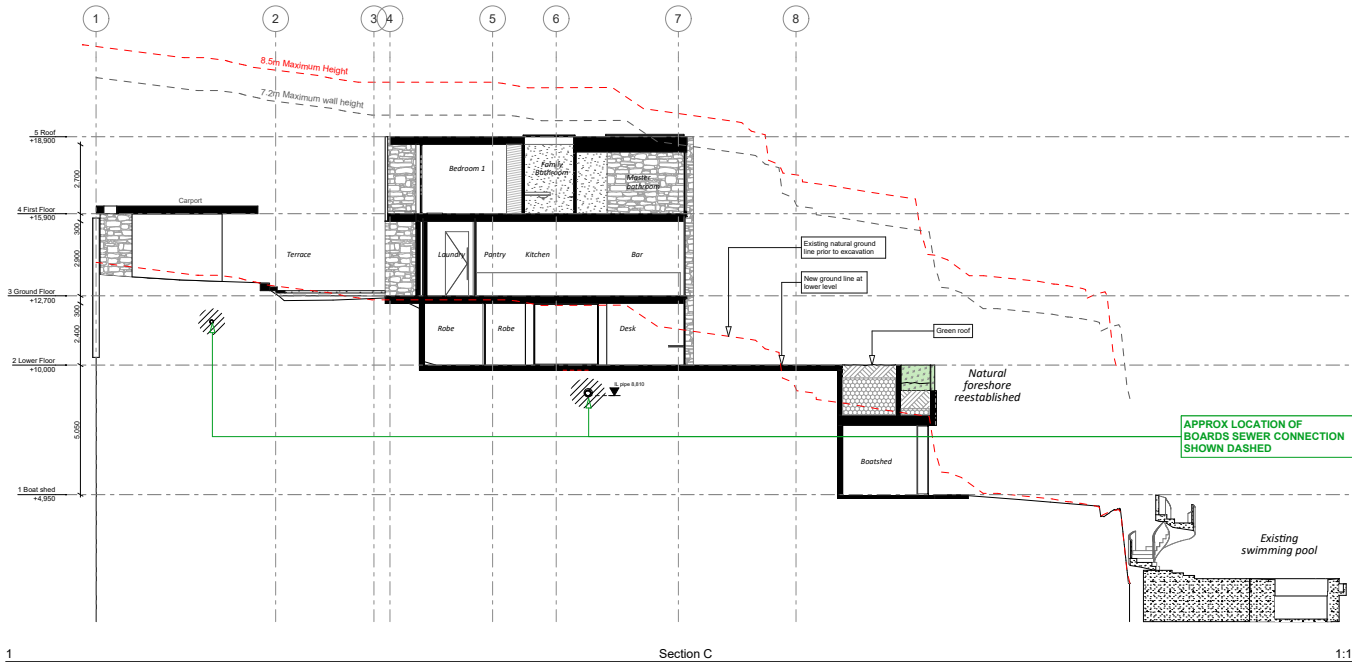 1
2
3
4
5
6
7
8
8.5m Maximum Height
7.2m Maximum wall height
5 Roof
+18,900
2.700
Bedroom 1
Family
Bathroom
Master
bathroom
Carport
4 First Floor
+15,900
300
2.900
Terrace
Laundry
Pantry
Kitchen
Bar
Existing natural ground
line prior to excavation
New ground line at
lower level
3 Ground Floor
+12,700
300
2.400
Robe
Robe
Desk
Green roof
2 Lower Floor
+10,000
IL pipe 8,810
Natural
foreshore
reestablished
5.050
APPROX LOCATION OF
BOARDS SEWER CONNECTION
SHOWN DASHED
Boatshed
1 Boat shed
+4,950
Existing
swimming pool
1
Section C
1:1